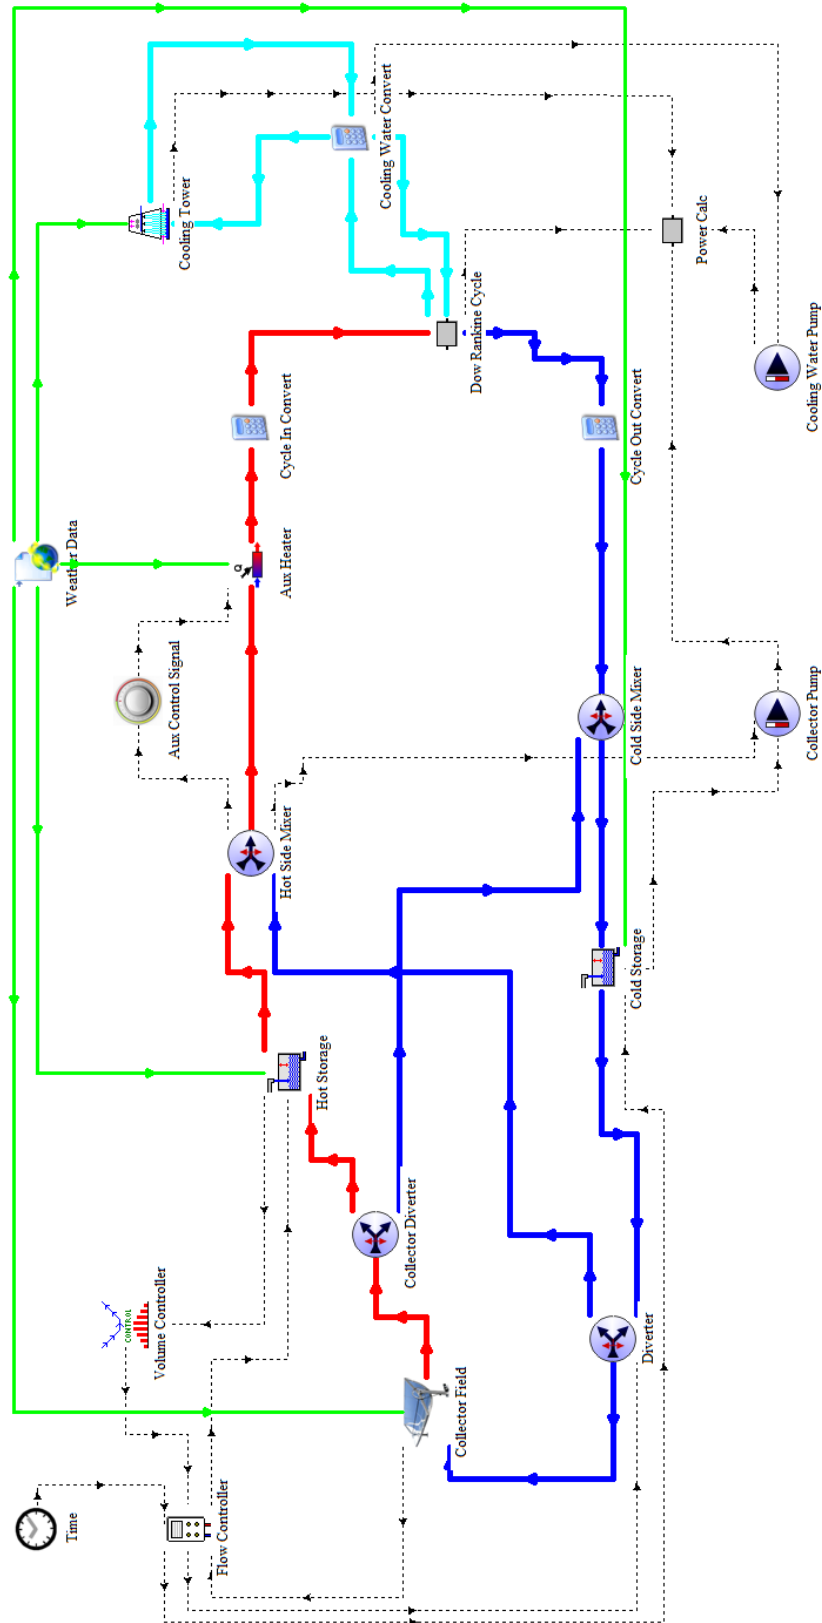 Time
Flow Controller
Volume Controller
CONTROL
Collector Field
Collector Diverter
Diverter
Hot Storage
Cold Storage
Hot Side Mixer
Cold Side Mixer
Collector Pump
Aux Control Signal
Weather Data
Aux Heater
Cycle In Convert
Cycle Out Convert
Dow Rankine Cycle
Cooling Water Pump
Cooling Tower
Power Calc
Cooling Water Convert